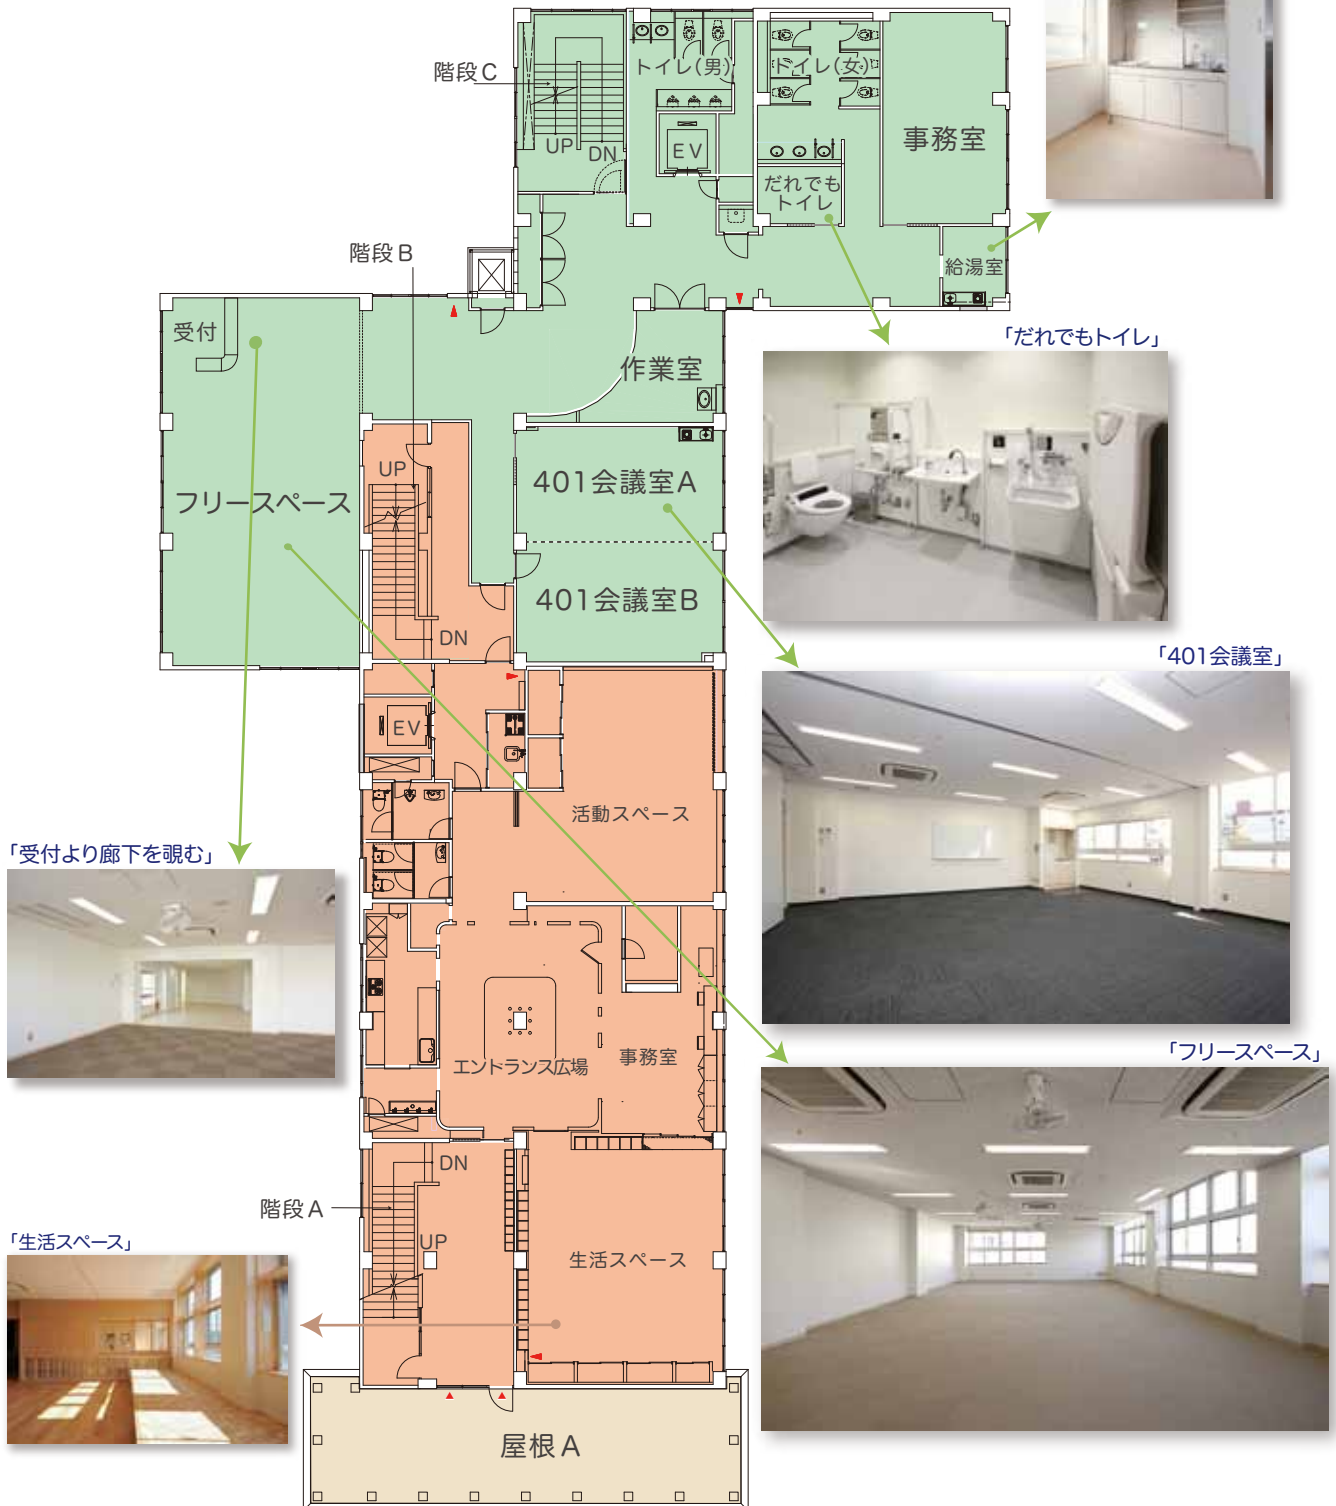 階段C
UP
DN
トイレ(男)
トイレ(女)
EV
事務室
だれでも
トイレ
給湯室
階段B
受付
作業室
「だれでもトイレ」
UP
フリースペース
401会議室A
401会議室B
DN
「401会議室」
EV
活動スペース
「受付より廊下を覗む」
エントランス広場
事務室
「フリースペース」
DN
階段A
UP
「生活スペース」
生活スペース
屋根A